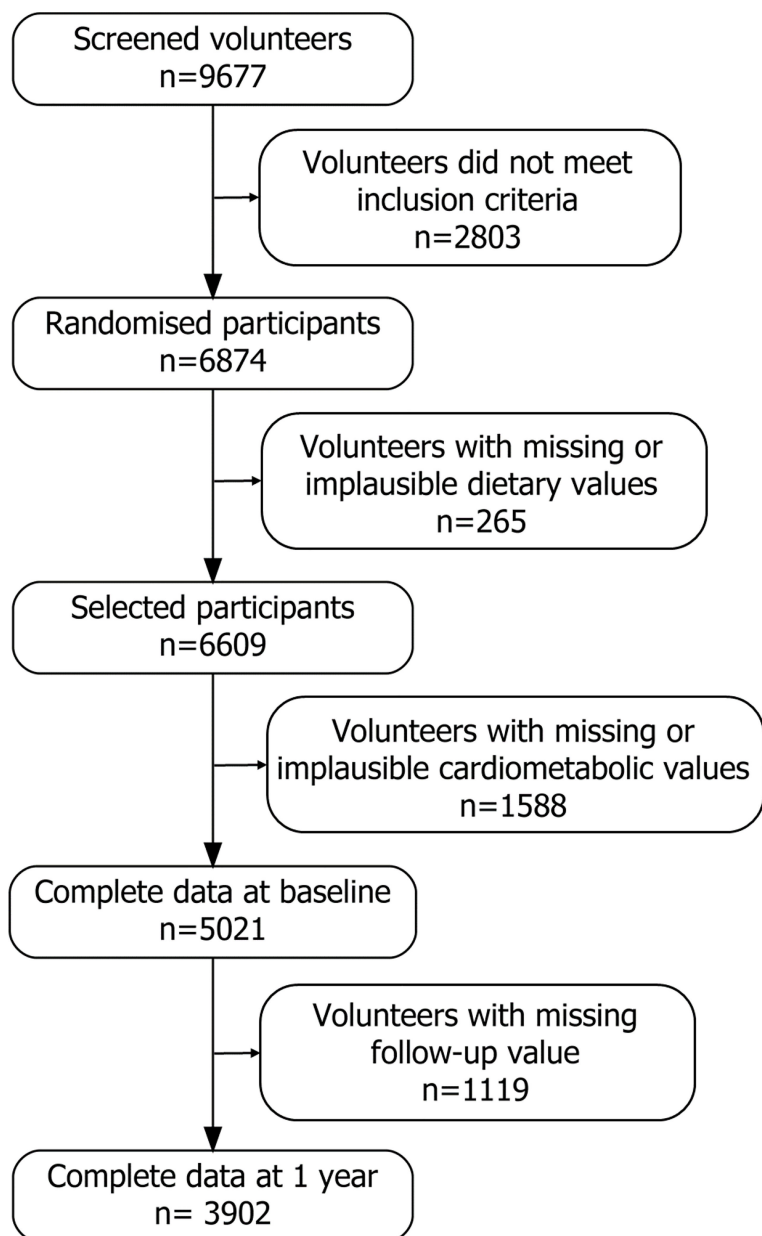 Screened volunteers
n=9677
Volunteers did not meet
inclusion criteria
n=2803
Randomised participants
n=6874
Volunteers with missing or
implausible dietary values
n=265
Selected participants
n=6609
Volunteers with missing or
implausible cardiometabolic values
n=1588
Complete data at baseline
n=5021
Volunteers with missing
follow-up value
n=1119
Complete data at 1 year
n= 3902